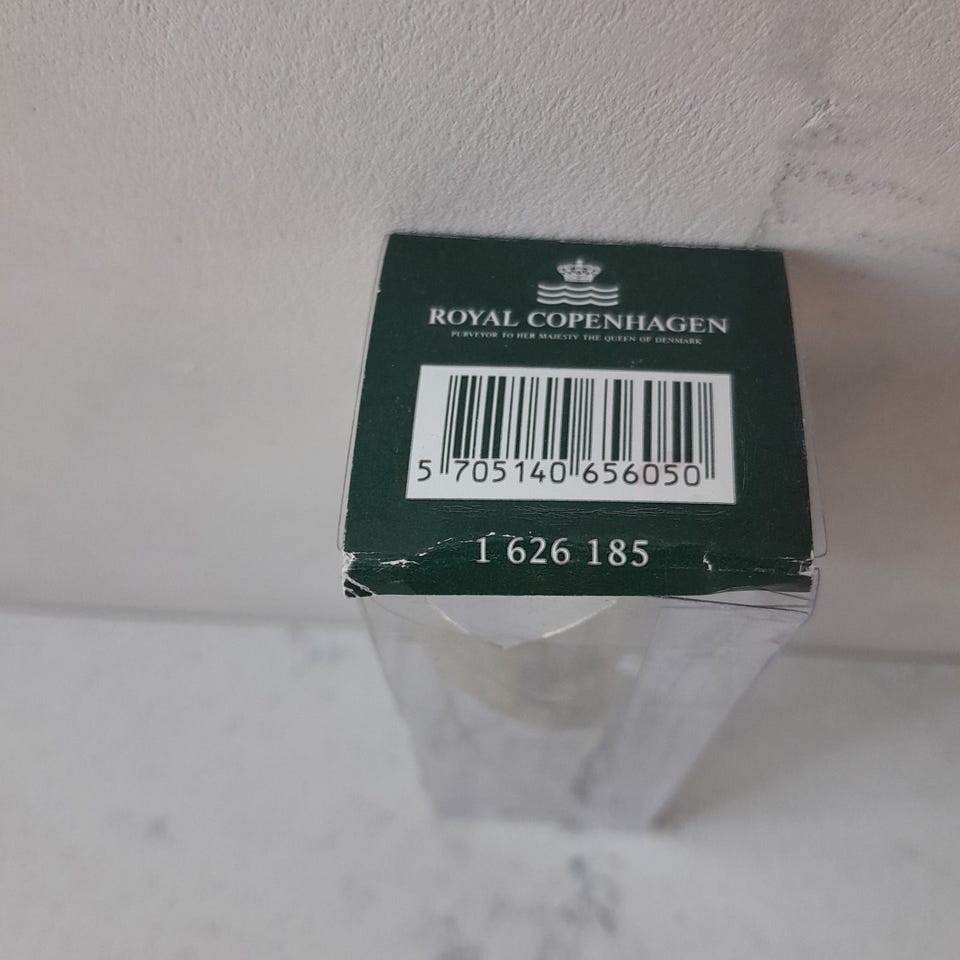 ROYAL COPENHAGEN
PURVEYOR TO HER MAJESTY THE QUEEN OF DENMARK
5 705140 656050
1 626 185